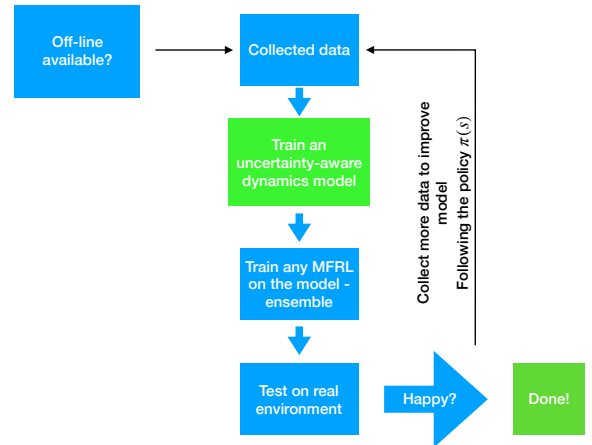 Off-line
available?
Collected data
Train an
uncertainty-aware
dynamics model
Train any MFRL
on the model -
ensemble
Test on real
environment
Happy?
Done!
Collect more data to improve
model
Following the policy π(s)